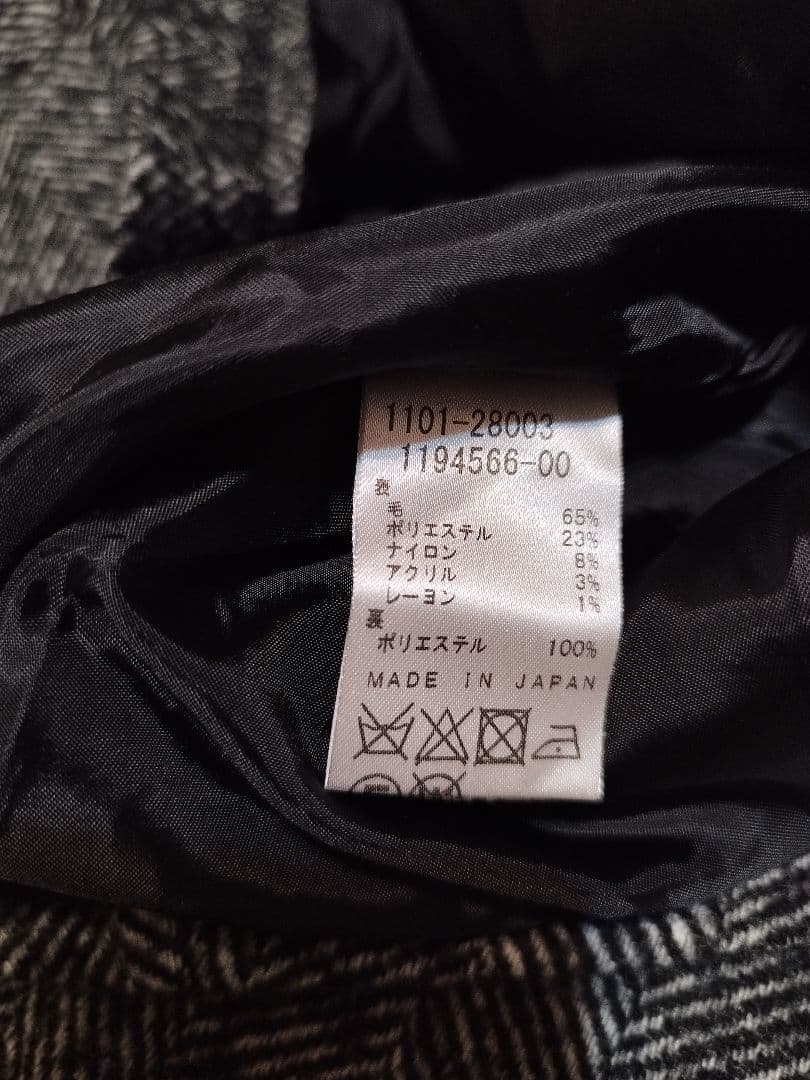 1101-28003
1194566-00
表
毛 65%
ポリエステル 23%
ナイロン 8%
アクリル 3%
レーヨン 1%
裏
ポリエステル 100%
MADE IN JAPAN